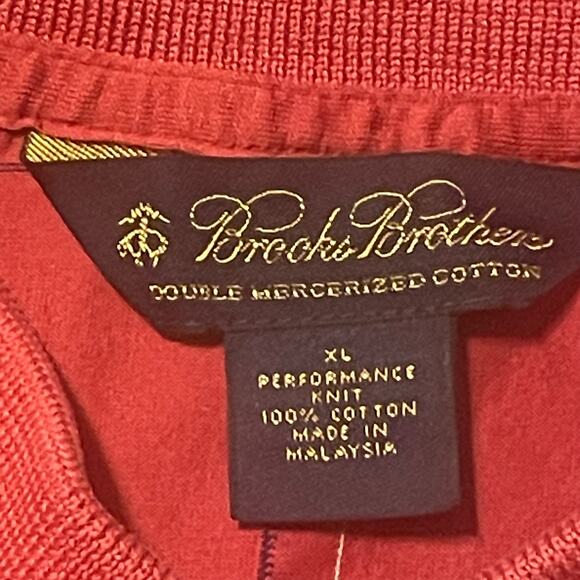 Brooks Brothers
DOUBLE MERCERIZED COTTON
XL
PERFORMANCE
KNIT
100% COTTON
MADE IN
MALAYSIA